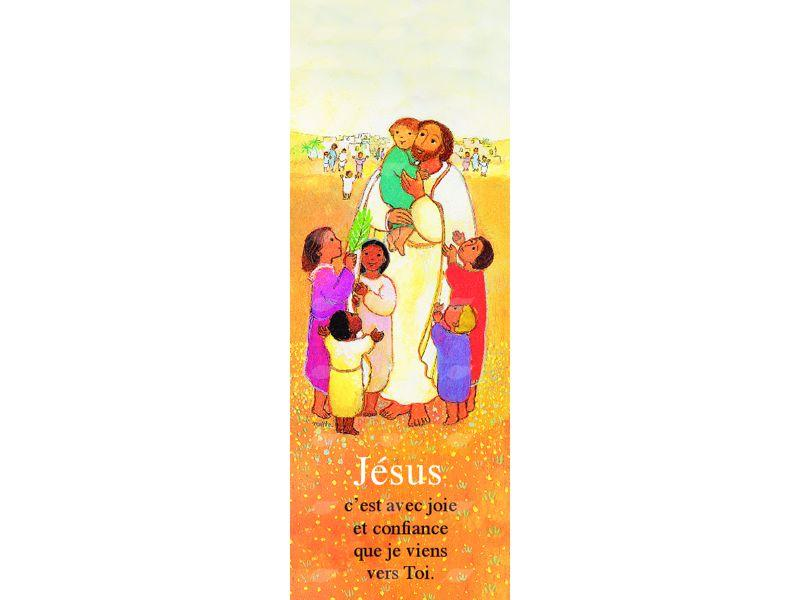 Jésus
c'est avec joie
et confiance
que je viens
vers Toi.